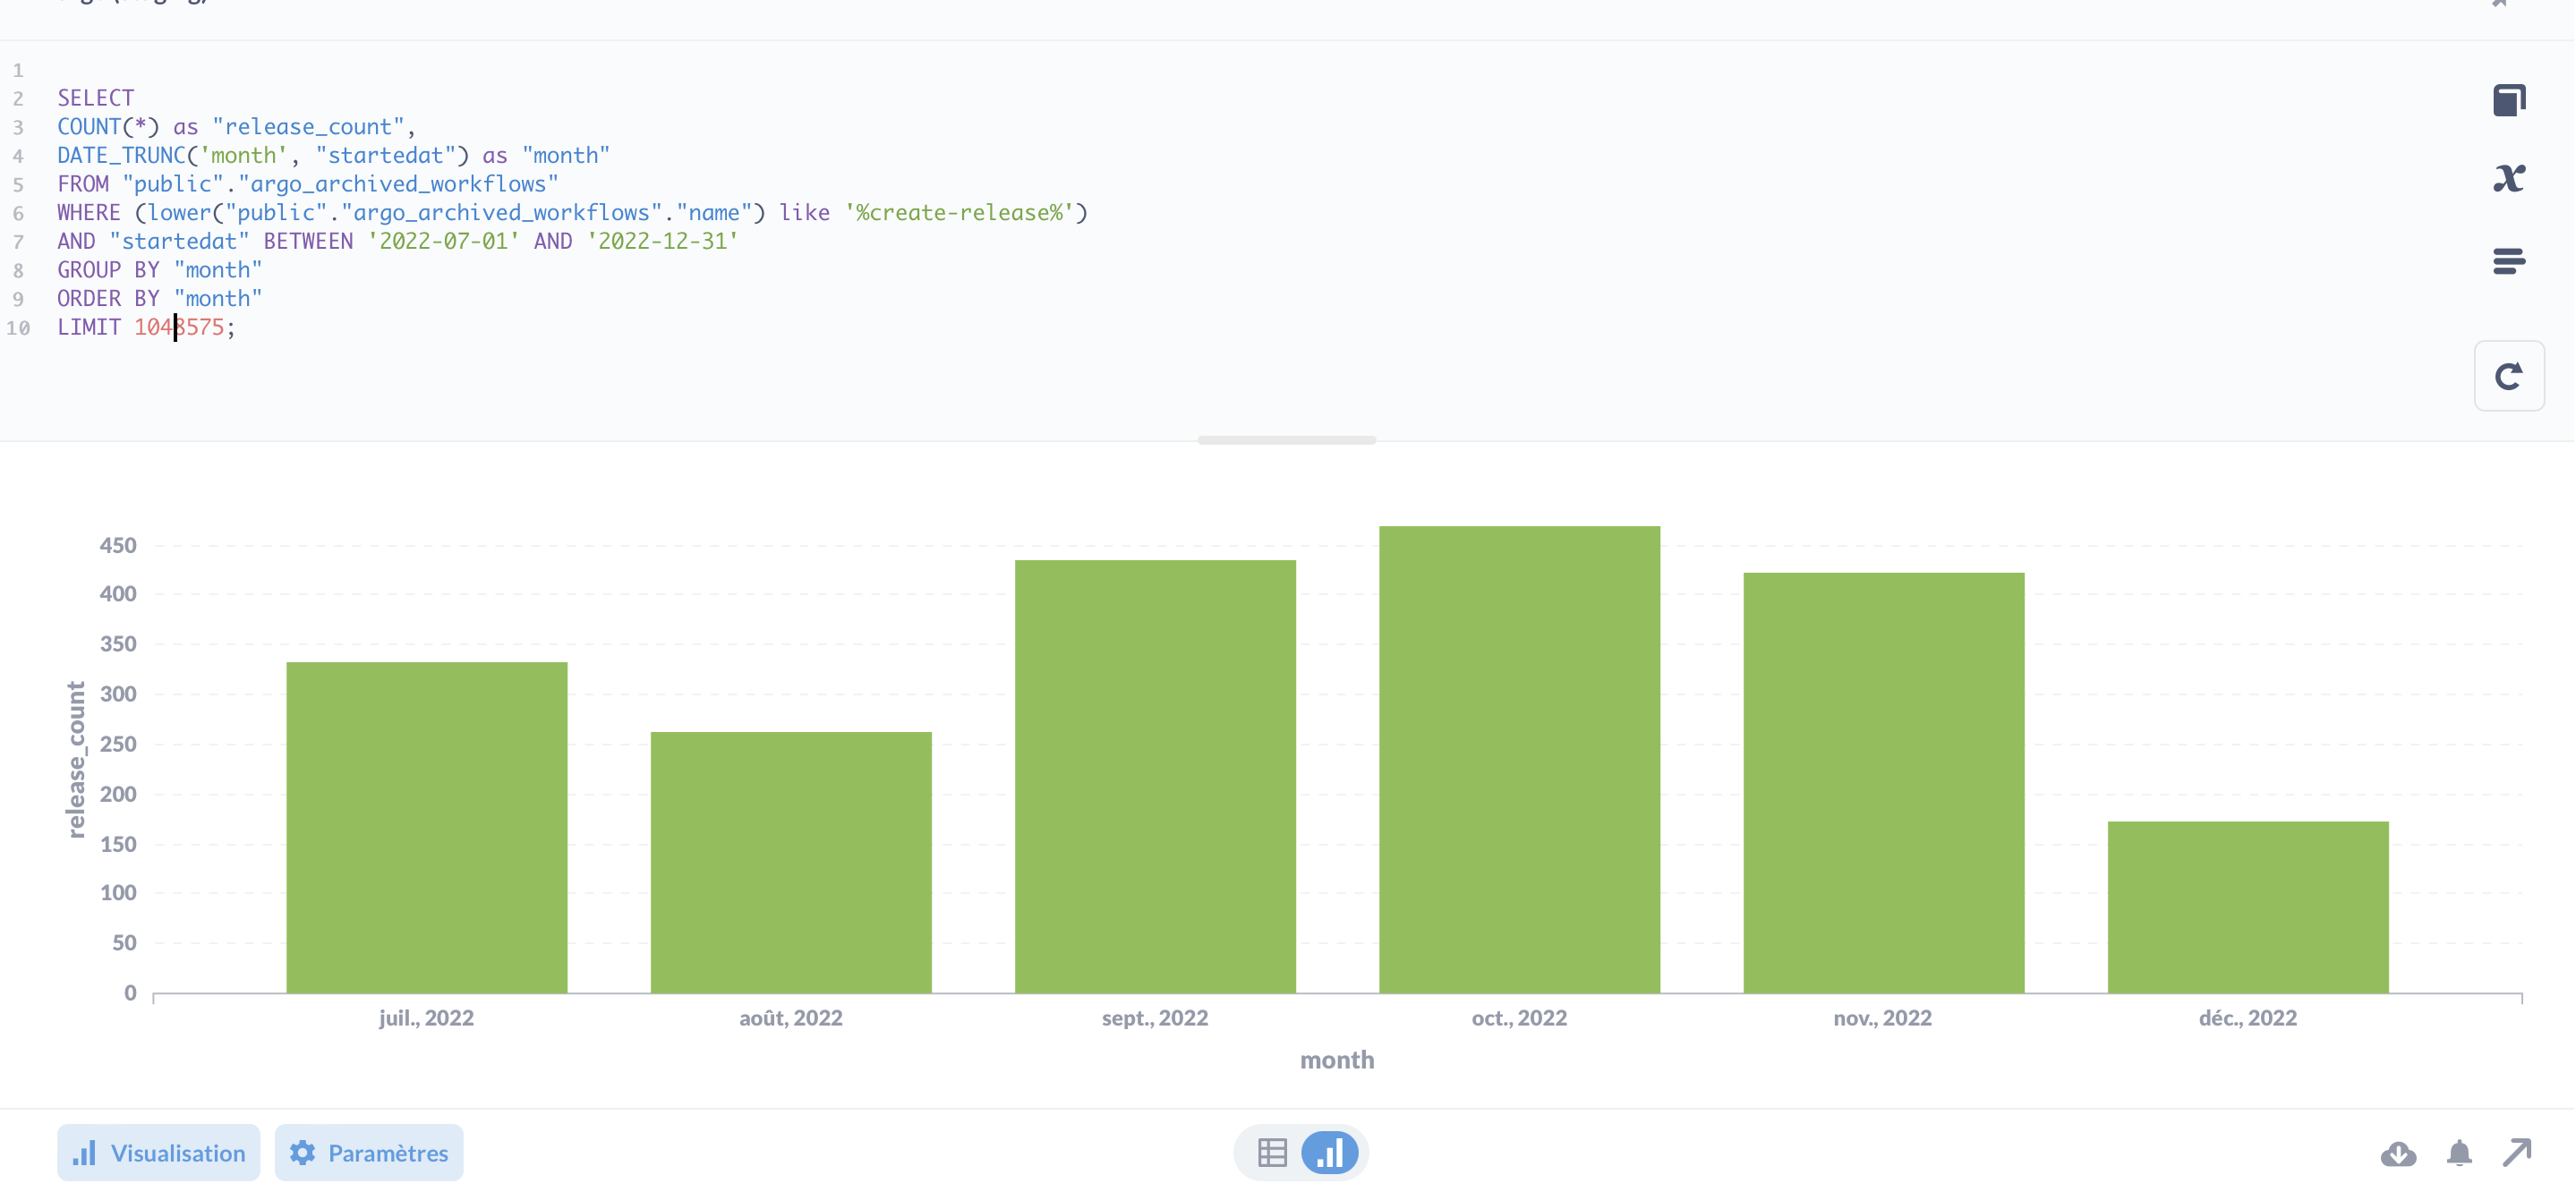 1
2 SELECT
3 COUNT(*) as "release_count",
4 DATE_TRUNC('month', "startedat") as "month"
5 FROM "public"."argo_archived_workflows"
6 WHERE (lower("public"."argo_archived_workflows"."name") like '%create-release%')
7 AND "startedat" BETWEEN '2022-07-01' AND '2022-12-31'
8 GROUP BY "month"
9 ORDER BY "month"
10 LIMIT 1048575;
release_count
450
400
350
300
250
200
150
100
50
0
juil., 2022 août, 2022 sept., 2022 oct., 2022 nov., 2022 déc., 2022
month
Visualisation Paramètres